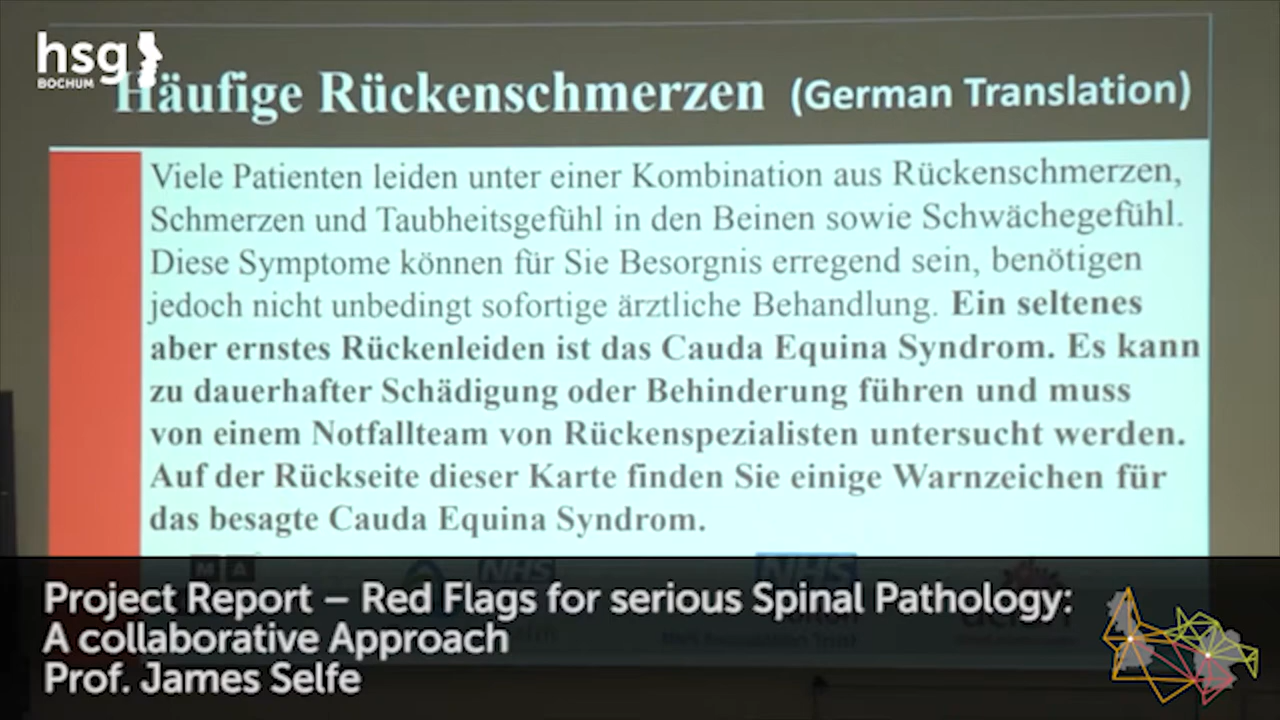 hsg
BOCHUM
Häufige Rückenschmerzen (German Translation)
Viele Patienten leiden unter einer Kombination aus Rückenschmerzen,
Schmerzen und Taubheitsgefühl in den Beinen sowie Schwächegefühl.
Diese Symptome können für Sie Besorgnis erregend sein, benötigen
jedoch nicht unbedingt sofortige ärztliche Behandlung. Ein seltenes
aber ernstes Rückenleiden ist das Cauda Equina Syndrom. Es kann
zu dauerhafter Schädigung oder Behinderung führen und muss
von einem Notfallteam von Rückenspezialisten untersucht werden.
Auf der Rückseite dieser Karte finden Sie einige Warnzeichen für
das besagte Cauda Equina Syndrom.
M A NHS NHS
Project Report – Red Flags for serious Spinal Pathology:
A collaborative Approach
Prof. James Selfe